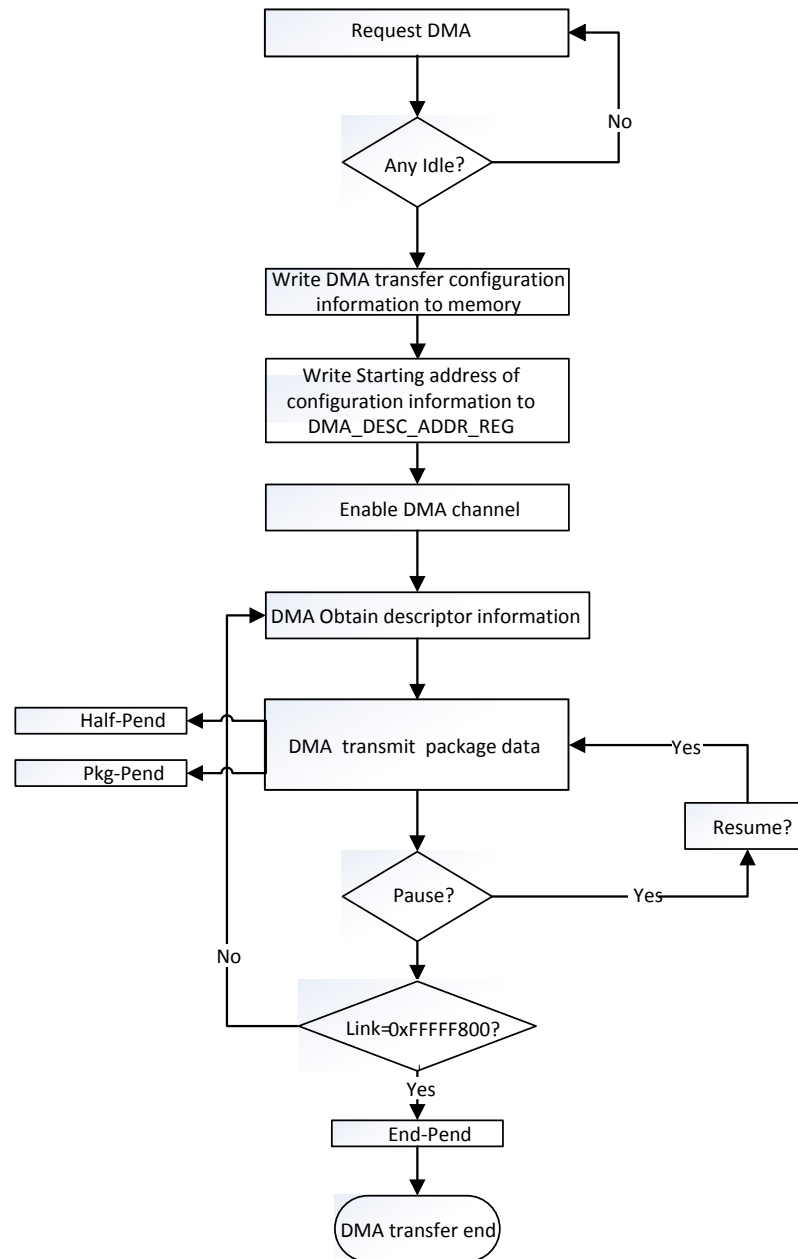 Request DMA
No
Any Idle?
Write DMA transfer configuration
information to memory
Write Starting address of
configuration information to
DMA_DESC_ADDR_REG
Enable DMA channel
DMA Obtain descriptor information
Half-Pend
DMA transmit package data
Yes
Pkg-Pend
Resume?
Pause?
Yes
No
Link=0xFFFFF800?
Yes
End-Pend
DMA transfer end